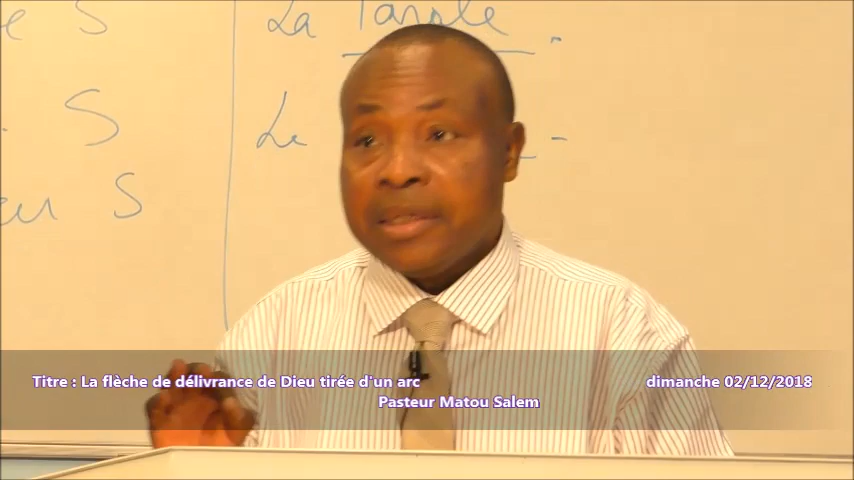 e S
La Parole
S
Le
eu S
Titre : La flèche de délivrance de Dieu tirée d'un arc
dimanche 02/12/2018
Pasteur Matou Salem